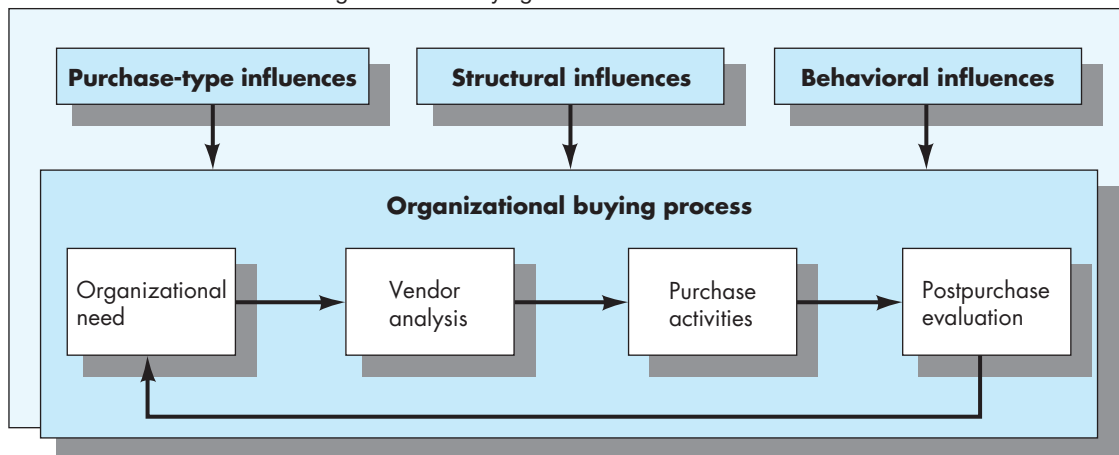 Purchase-type influences
Structural influences
Behavioral influences
Organizational buying process
Organizational
need
Vendor
analysis
Purchase
activities
Postpurchase
evaluation